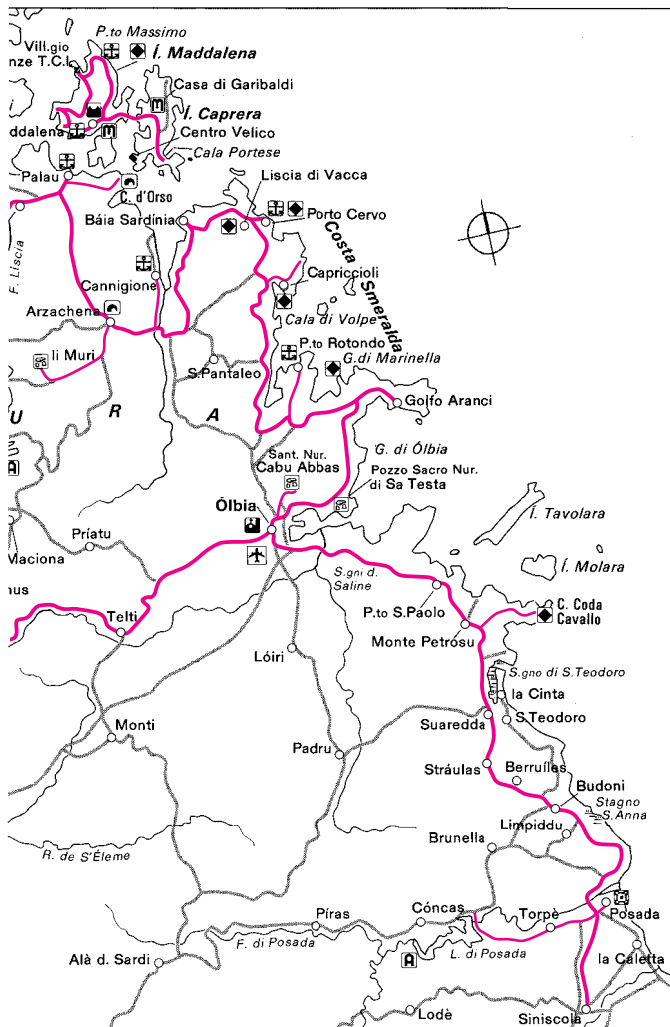 P.to Massimo
Vill.gio
nze T.C.I.
Í. Maddalena
Casa di Garibaldi
Í. Caprera
ddalena
Centro Velico
Cala Portese
Palau
C. d'Orso
Liscia di Vacca
Báia Sardínia
Porto Cervo
Costa Smeralda
F. Liscia
Cannigione
Capriccioli
Arzachena
Cala di Volpe
P.to Rotondo
G. di Marinella
li Muri
S. Pantaleo
Golfo Aranci
U R A
G. di Ólbia
Sant. Nur.
Cabu Abbas
Pozzo Sacro Nur.
di Sa Testa
Ólbia
Í. Tavolara
Príatu
Maciona
Í. Molara
S.gni d.
Saline
nus
P.to S. Paolo
C. Coda
Cavallo
Telti
Monte Petrosu
Lóiri
S.gno di S. Teodoro
la Cinta
Monti
Suaredda
S. Teodoro
Padru
Stráulas
Berruíles
Budoni
Stagno
S. Anna
Limpiddu
Brunella
R. de S'Éleme
Píras
Cóncas
Torpè
Posada
F. di Posada
L. di Posada
Alà d. Sardi
la Caletta
Lodè
Siniscola